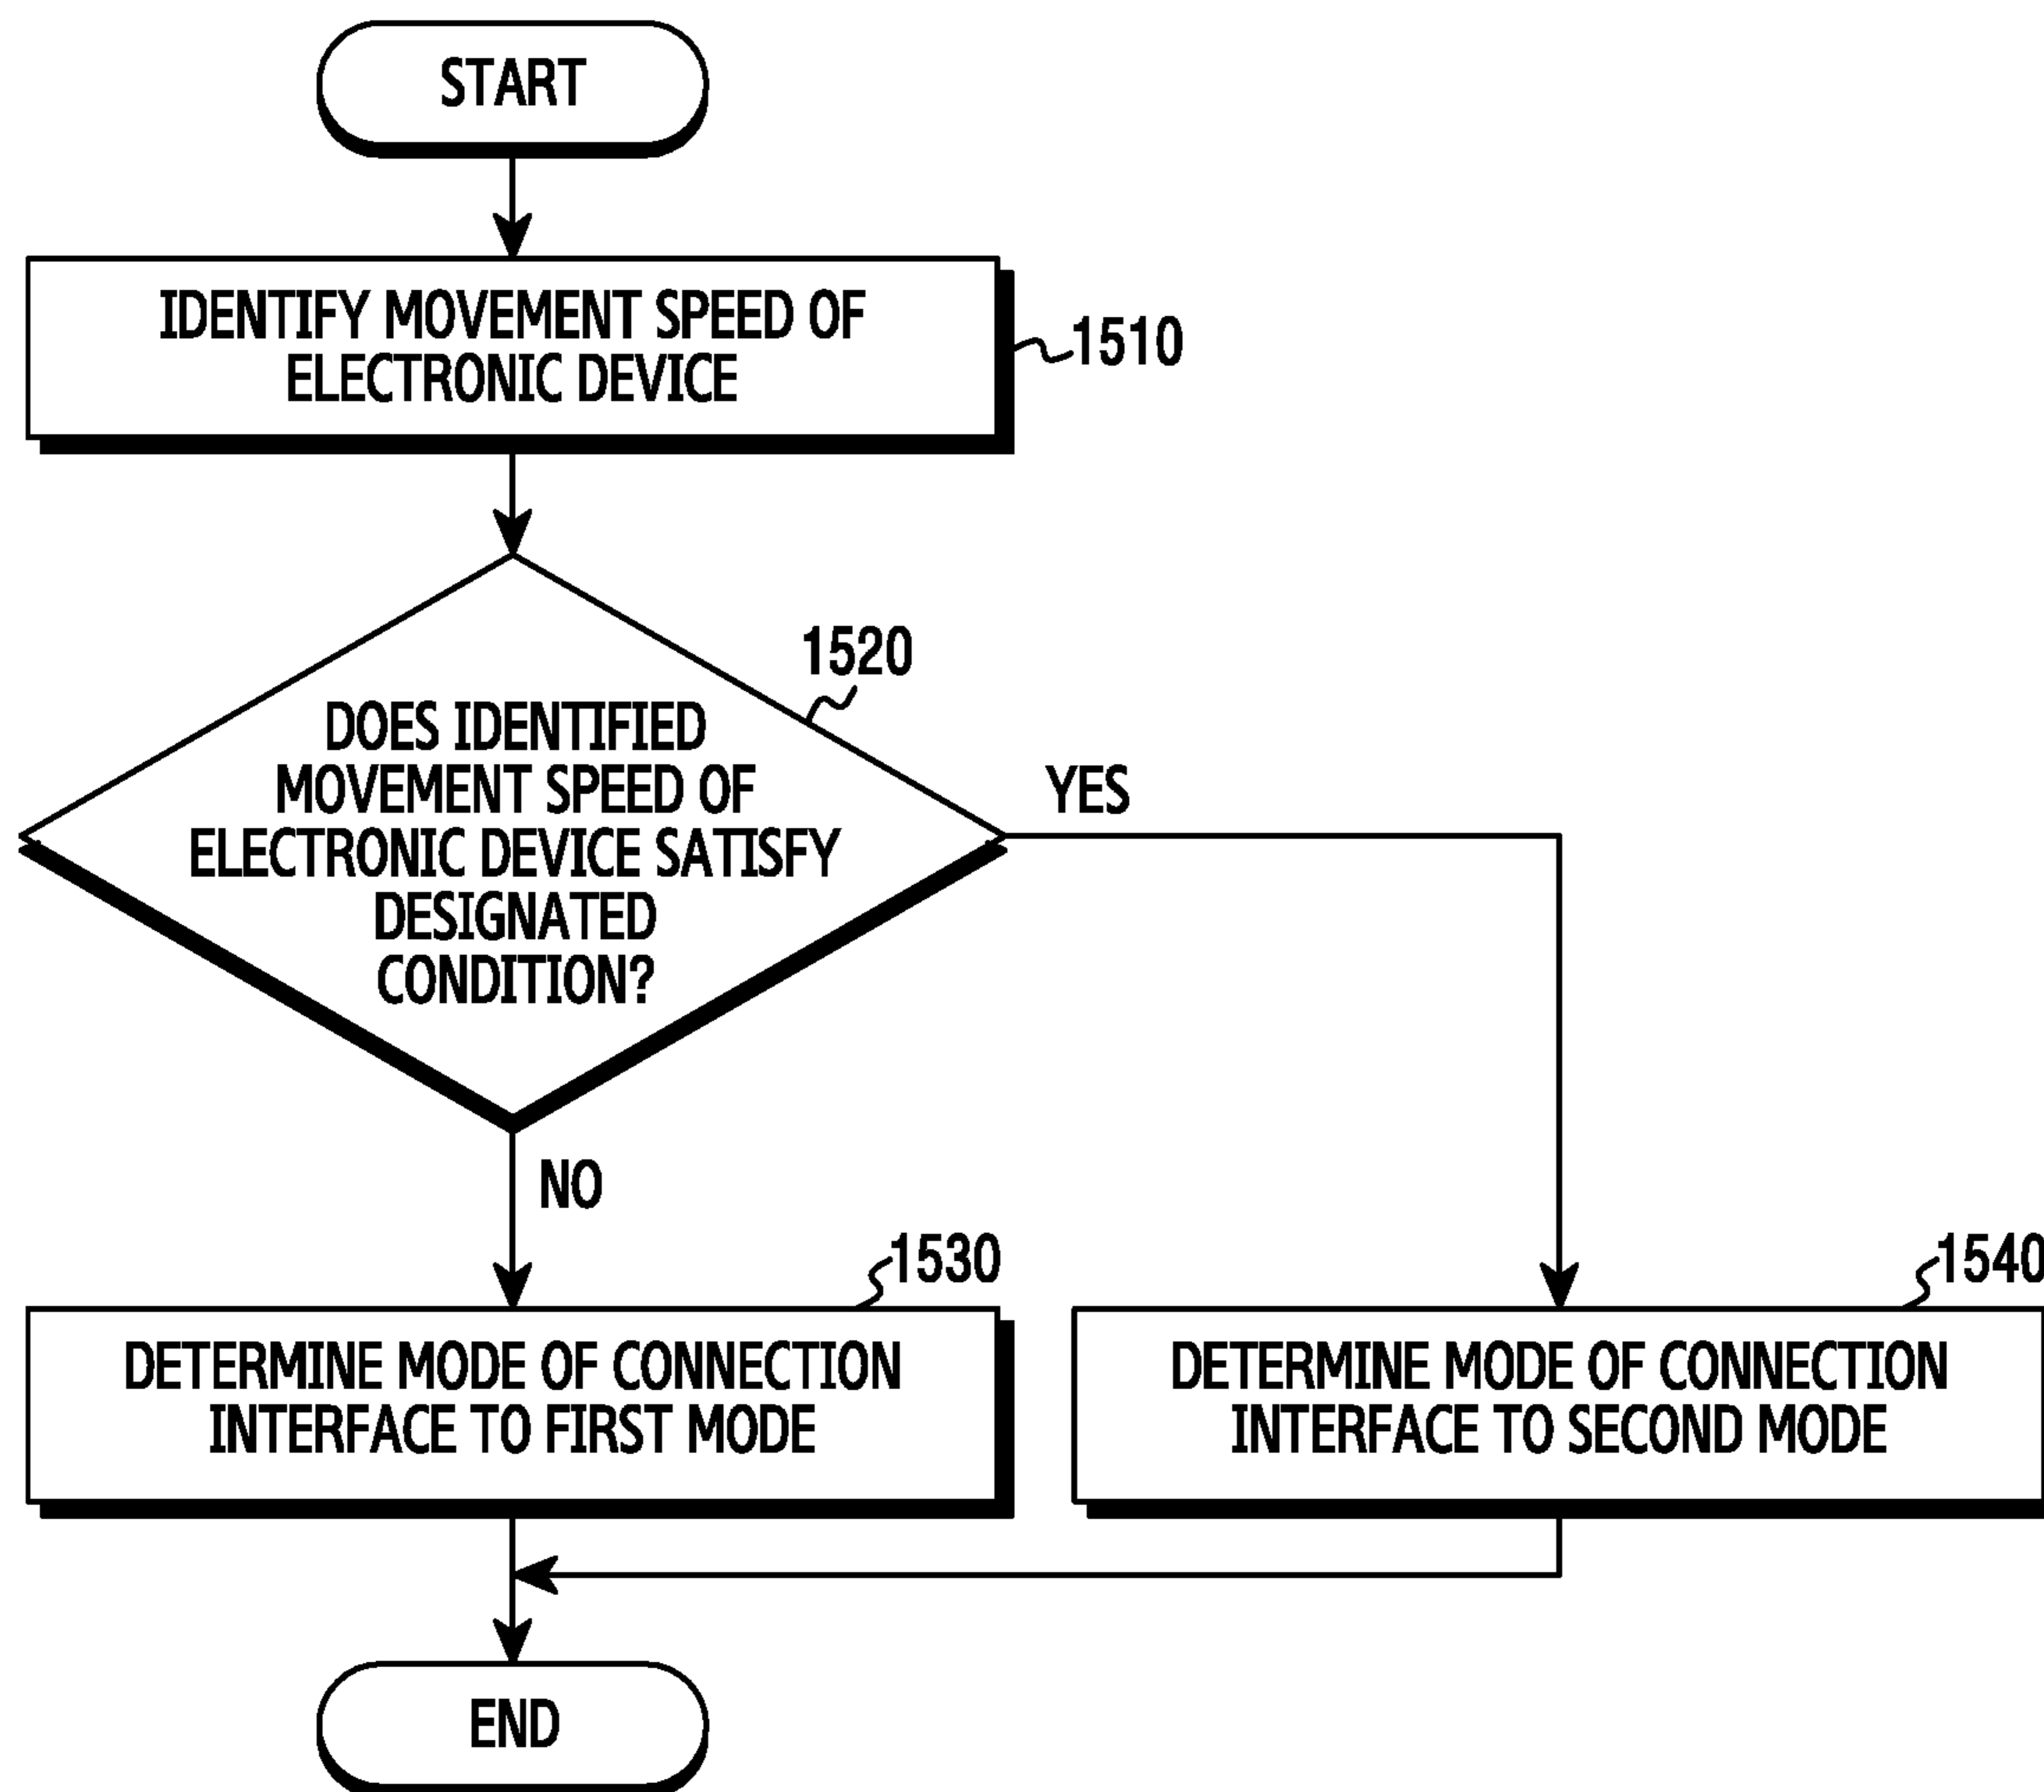 START
IDENTIFY MOVEMENT SPEED OF
ELECTRONIC DEVICE
1510
1520
DOES IDENTIFIED
MOVEMENT SPEED OF
ELECTRONIC DEVICE SATISFY
DESIGNATED
CONDITION?
YES
NO
1530
DETERMINE MODE OF CONNECTION
INTERFACE TO FIRST MODE
1540
DETERMINE MODE OF CONNECTION
INTERFACE TO SECOND MODE
END